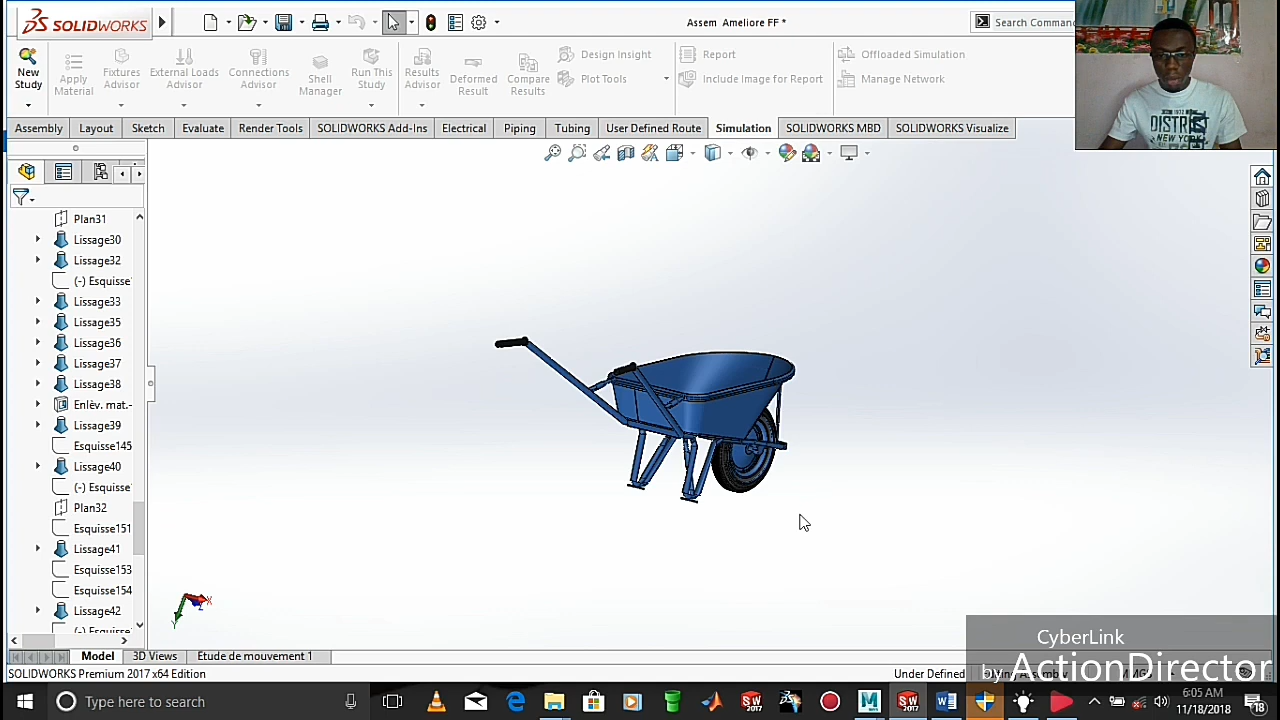 SOLIDWORKS
Assem Ameliore FF *
Search Comman
New Study
Apply Material
Fixtures Advisor
External Loads Advisor
Connections Advisor
Shell Manager
Run This Study
Results Advisor
Deformed Result
Compare Results
Design Insight
Plot Tools
Report
Include Image for Report
Offloaded Simulation
Manage Network
Assembly
Layout
Sketch
Evaluate
Render Tools
SOLIDWORKS Add-Ins
Electrical
Piping
Tubing
User Defined Route
Simulation
SOLIDWORKS MBD
SOLIDWORKS Visualize
NEW YORK
Plan31
Lissage30
Lissage32
(-) Esquisse
Lissage33
Lissage35
Lissage36
Lissage37
Lissage38
Enlèv. mat.-
Lissage39
Esquisse145
Lissage40
(-) Esquisse
Plan32
Esquisse151
Lissage41
Esquisse153
Esquisse154
Lissage42
(-) Esquisse
X
Y
Z
Model
3D Views
Etude de mouvement 1
SOLIDWORKS Premium 2017 x64 Edition
Under Defined
CyberLink
by ActionDirector
Type here to search
6:05 AM
11/18/2018
18